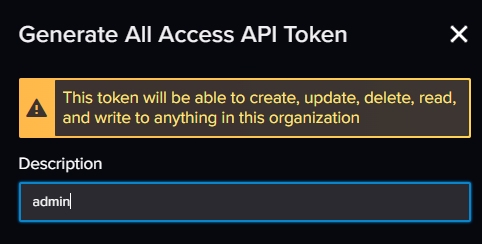 Generate All Access API Token
This token will be able to create, update, delete, read,
and write to anything in this organization
Description
admin